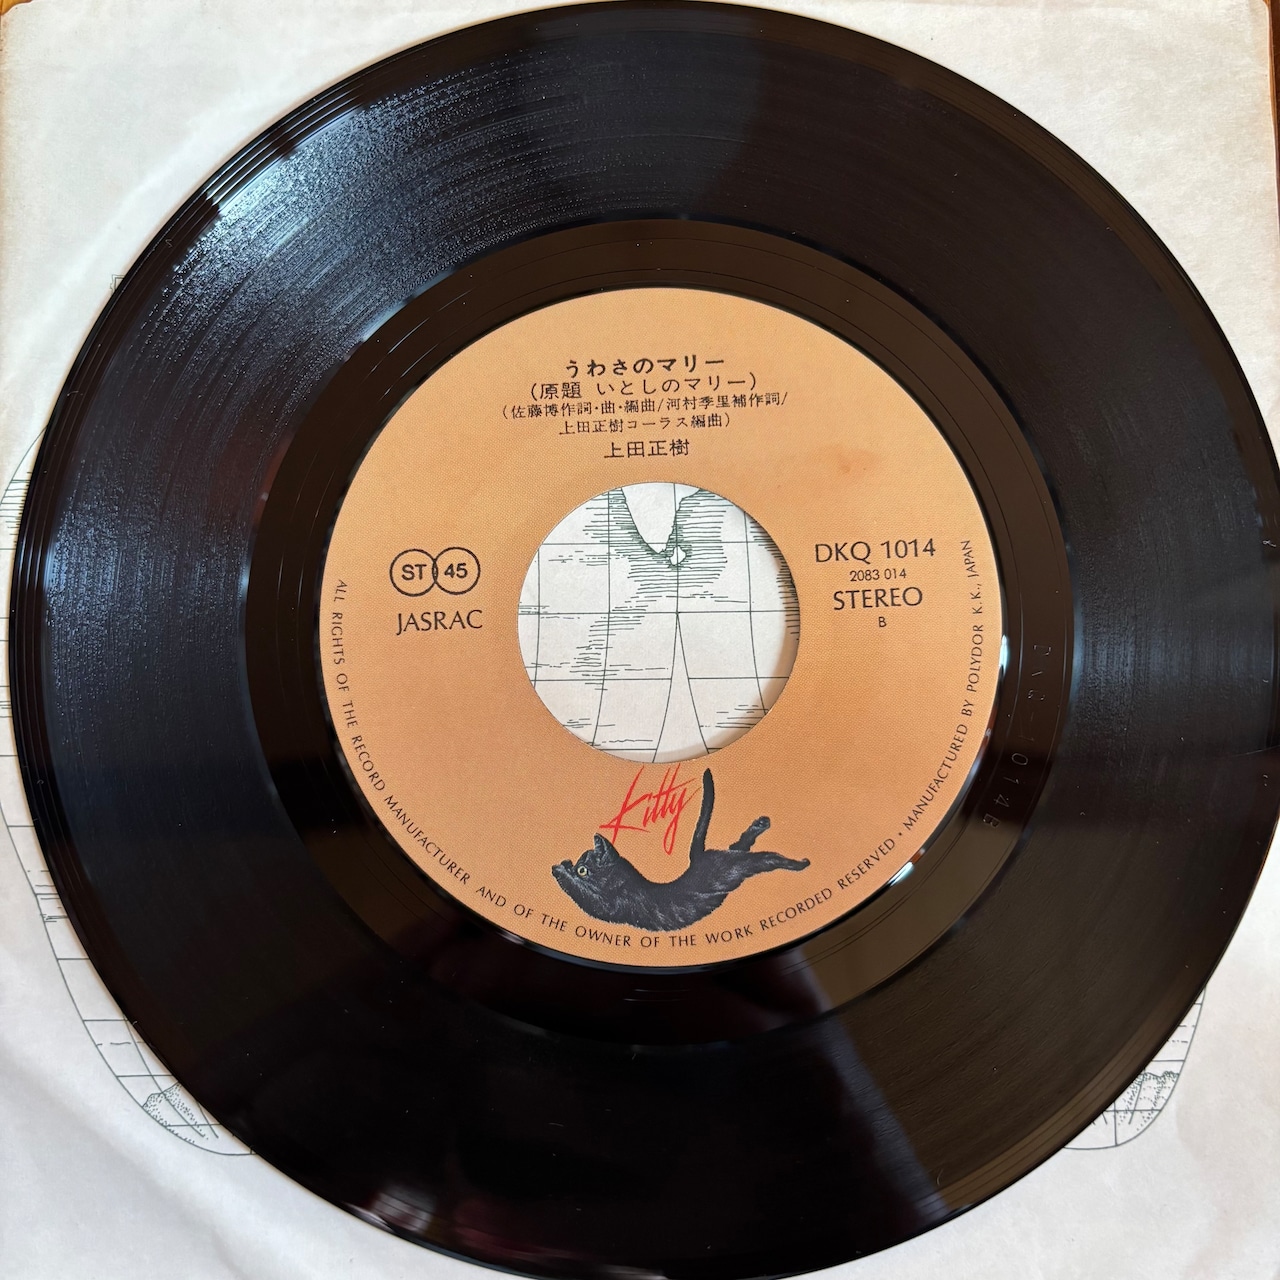 うわさのマリー
(原題 いとしのマリー)
(佐藤博作詞・曲・編曲/河村季里補作詞/
上田正樹コーラス編曲)
上田正樹
ST 45
JASRAC
DKQ 1014
2083 014
STEREO
B
Kitty
ALL RIGHTS OF THE RECORD MANUFACTURER AND OF THE OWNER OF THE WORK RECORDED RESERVED • MANUFACTURED BY POLYDOR K.K., JAPAN